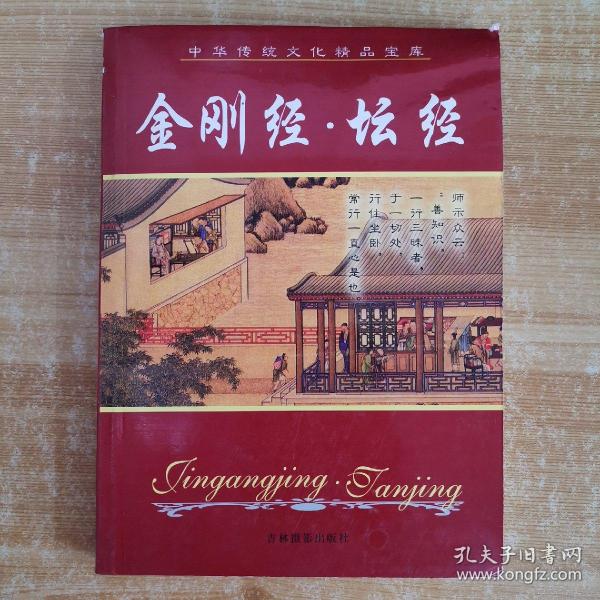 中华传统文化精品宝库
金刚经·坛经
师示众云：
“善知识，
一行三昧者，
于一切处，
行住坐卧，
常行一直心是也
Jingangjing·Tanjing
吉林摄影出版社
孔夫子旧书网
www.kongfz.com